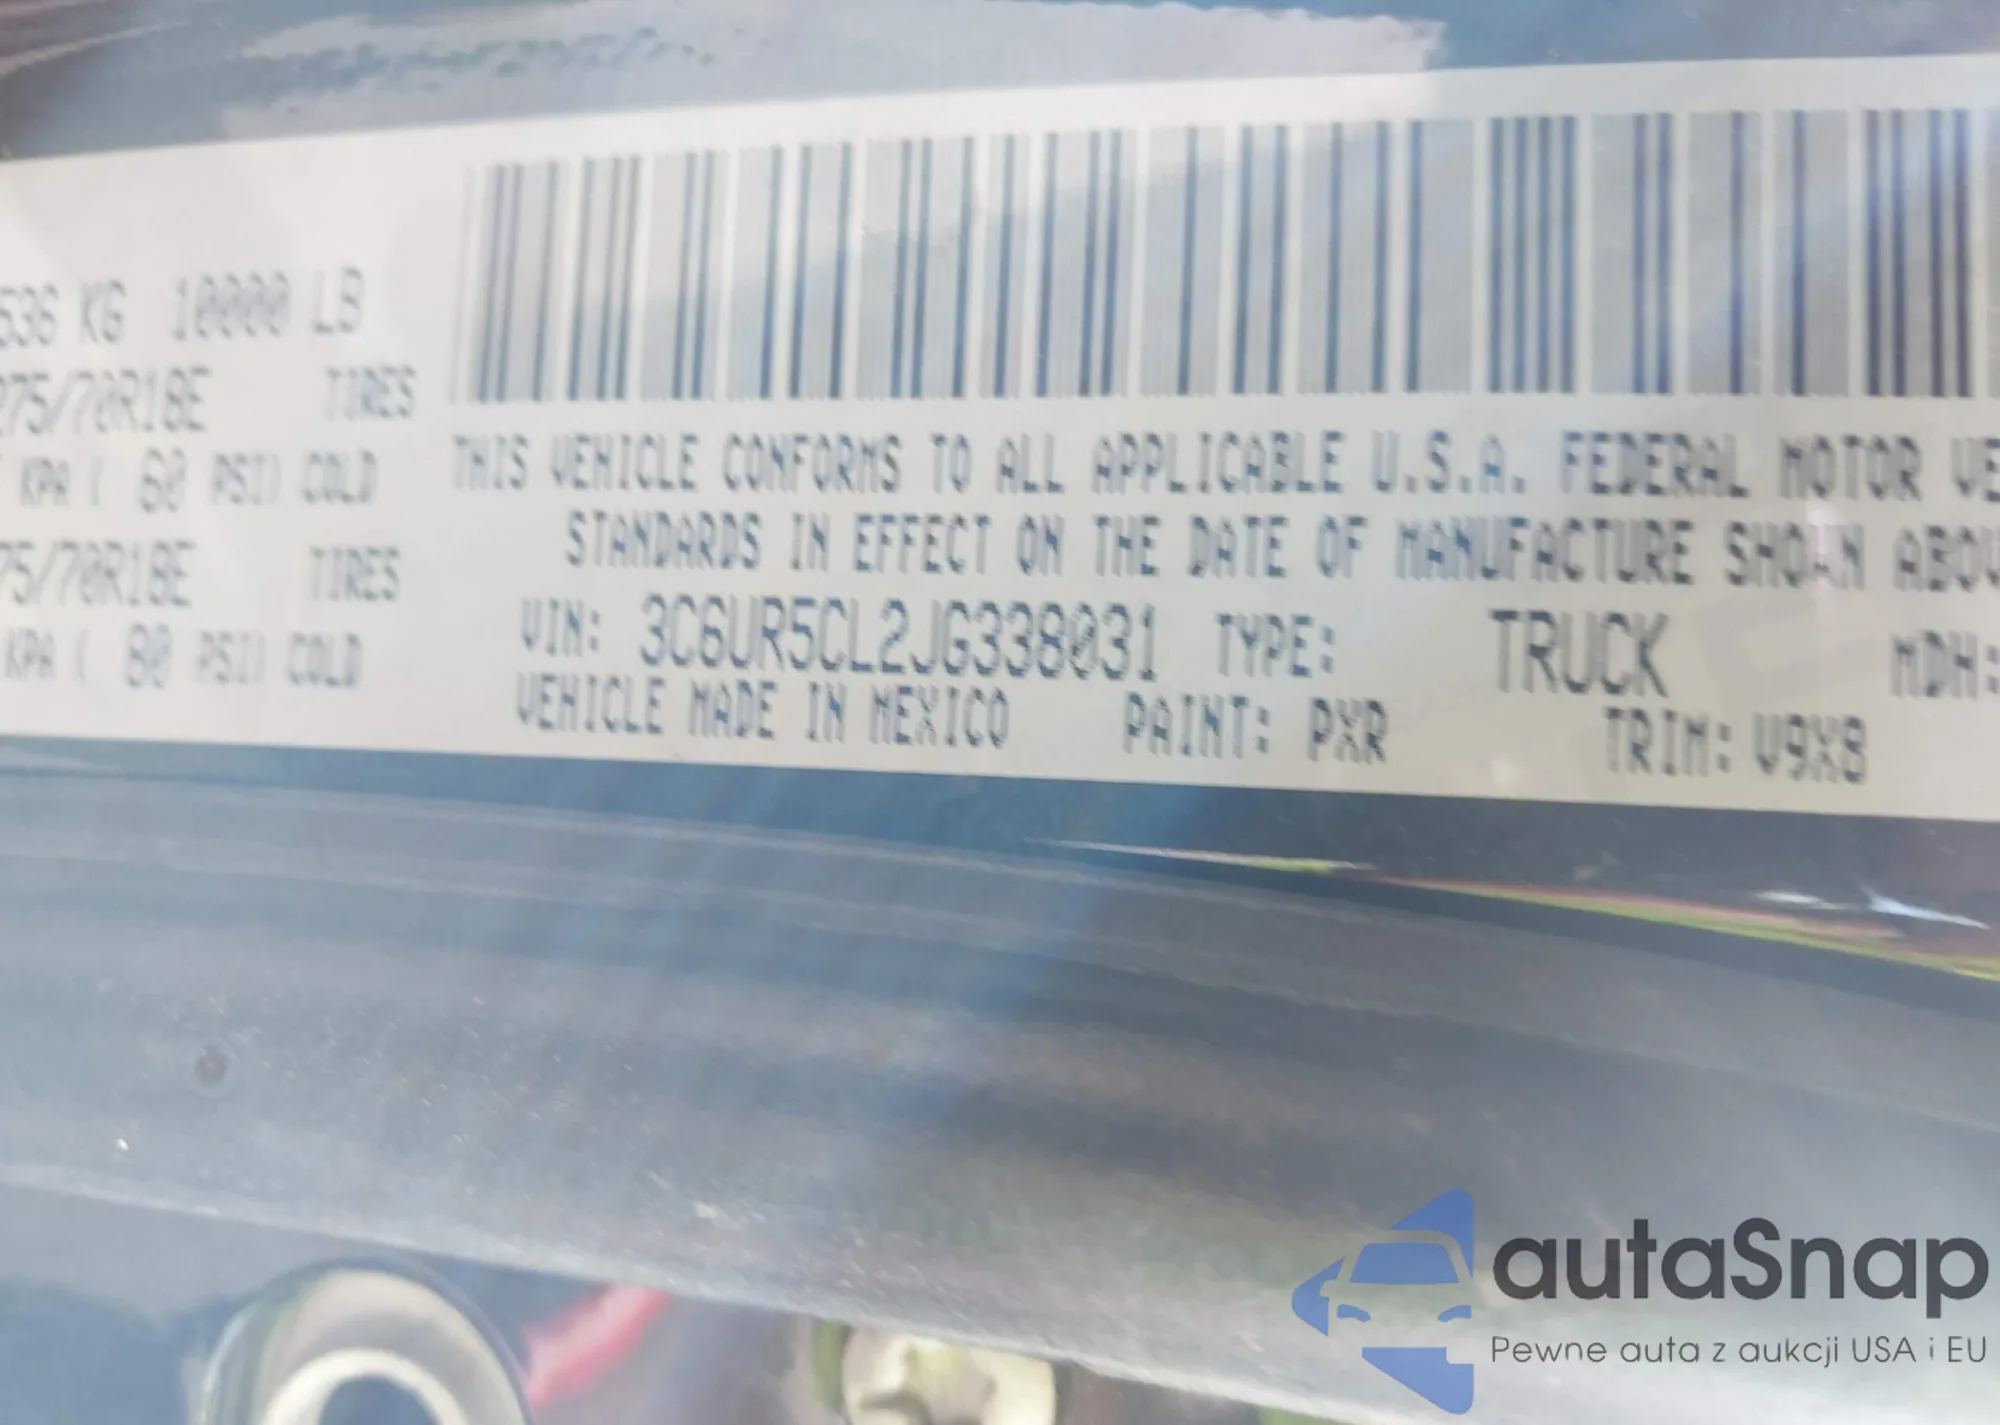 536 KG 10000 LB
275/70R18E TIRES
KPA ( 60 PSI) COLD
75/70R18E TIRES
KPA ( 80 PSI) COLD
THIS VEHICLE CONFORMS TO ALL APPLICABLE U.S.A. FEDERAL MOTOR VE
STANDARDS IN EFFECT ON THE DATE OF MANUFACTURE SHOWN ABOV
VIN: 3C6UR5CL2JG338031 TYPE: TRUCK MDH:
VEHICLE MADE IN MEXICO PAINT: PXR TRIM: V9X8
autaSnap
Pewne auta z aukcji USA i EU